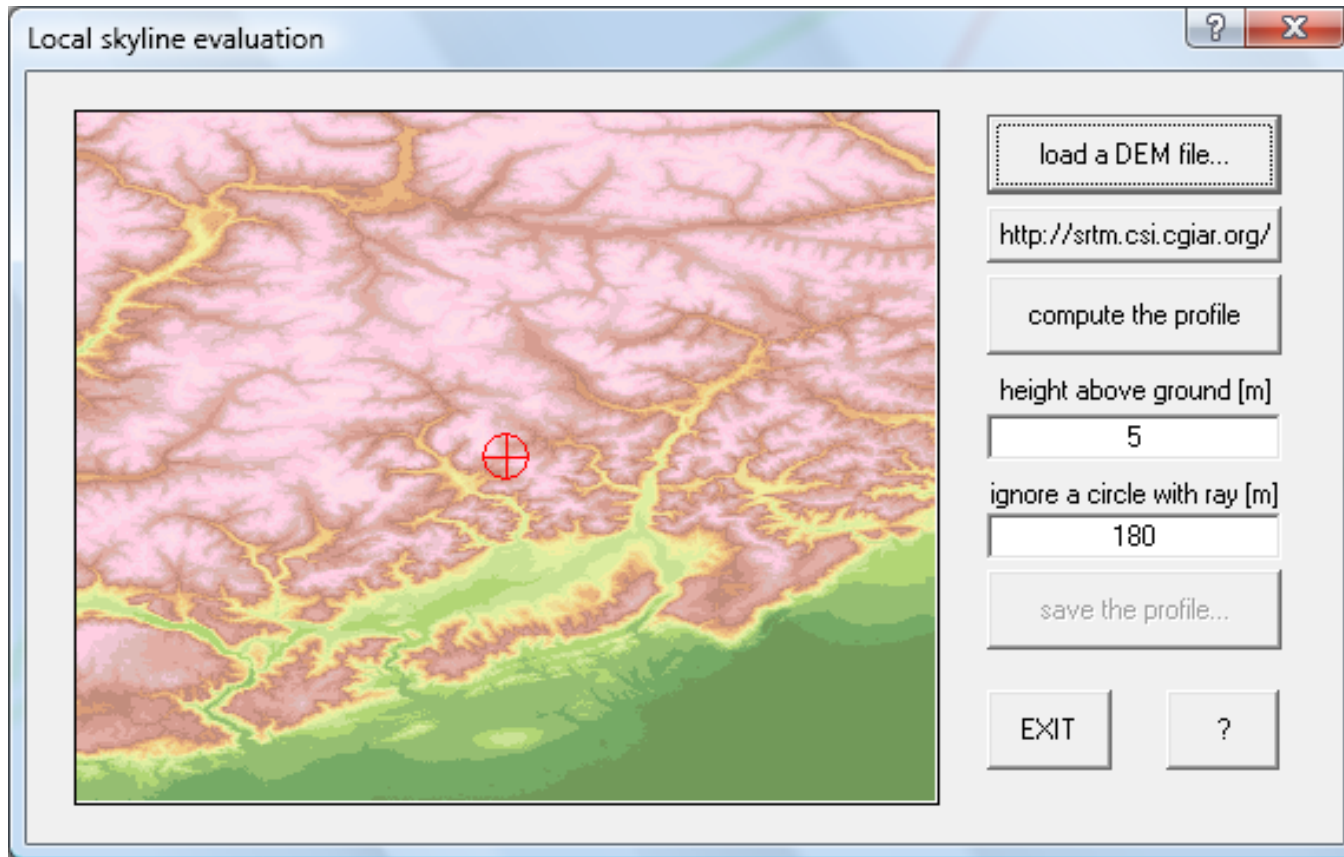 Local skyline evaluation
?
load a DEM file...
http://srtm.csi.cgiar.org/
compute the profile
height above ground [m]
5
ignore a circle with ray [m]
180
save the profile...
EXIT
?